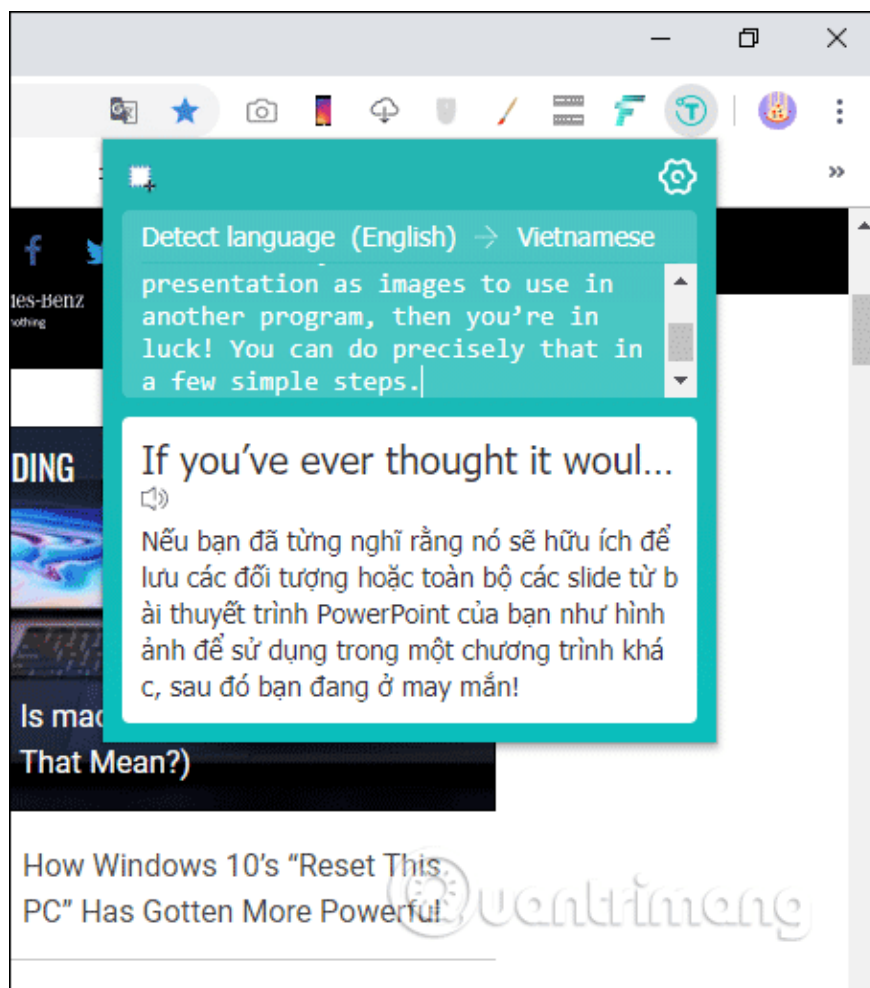 Detect language (English) → Vietnamese
presentation as images to use in
another program, then you’re in
luck! You can do precisely that in
a few simple steps.
If you’ve ever thought it woul...
Nếu bạn đã từng nghĩ rằng nó sẽ hữu ích để
lưu các đối tượng hoặc toàn bộ các slide từ b
ài thuyết trình PowerPoint của bạn như hình
ảnh để sử dụng trong một chương trình khá
c, sau đó bạn đang ở may mắn!
des-Benz
nothing
DING
Is mac
That Mean?)
How Windows 10’s “Reset This
PC” Has Gotten More Powerful
Quantrimang